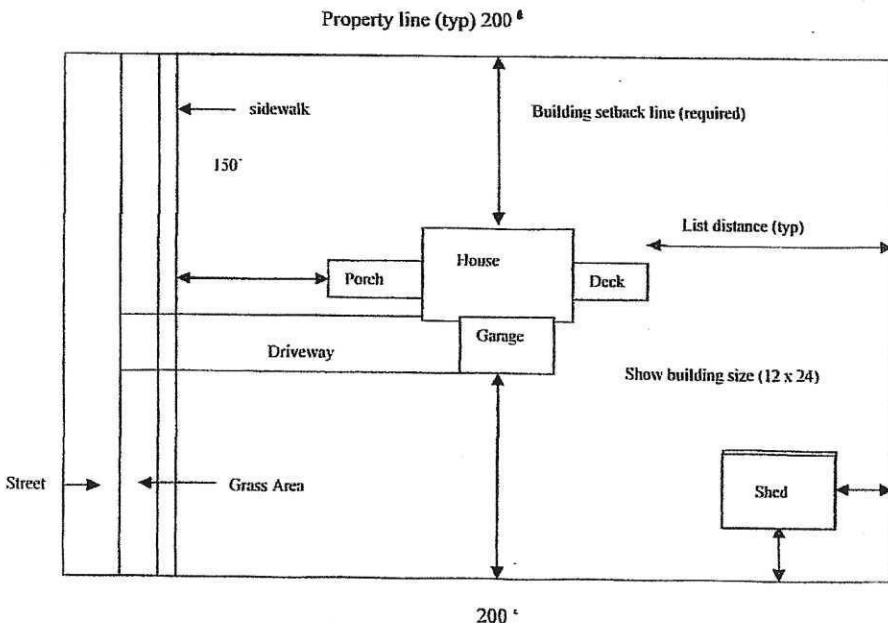 Property line (typ) 200 ft
sidewalk
Building setback line (required)
150'
List distance (typ)
House
Porch
Deck
Garage
Driveway
Show building size (12 x 24)
Street
Grass Area
Shed
200 '